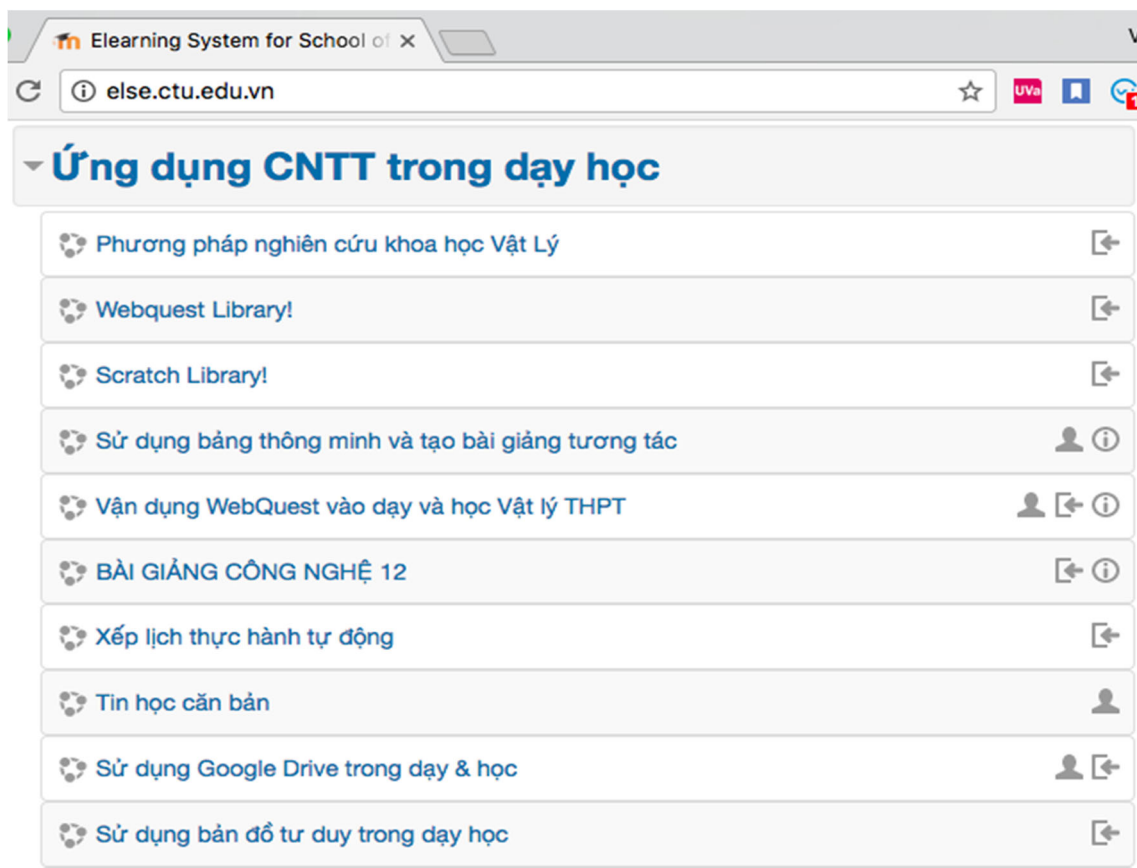 Elearning System for School of
else.ctu.edu.vn
UVa
Ứng dụng CNTT trong dạy học
Phương pháp nghiên cứu khoa học Vật Lý
Webquest Library!
Scratch Library!
Sử dụng bảng thông minh và tạo bài giảng tương tác
Vận dụng WebQuest vào dạy và học Vật lý THPT
BÀI GIẢNG CÔNG NGHỆ 12
Xếp lịch thực hành tự động
Tin học căn bản
Sử dụng Google Drive trong dạy & học
Sử dụng bản đồ tư duy trong dạy học